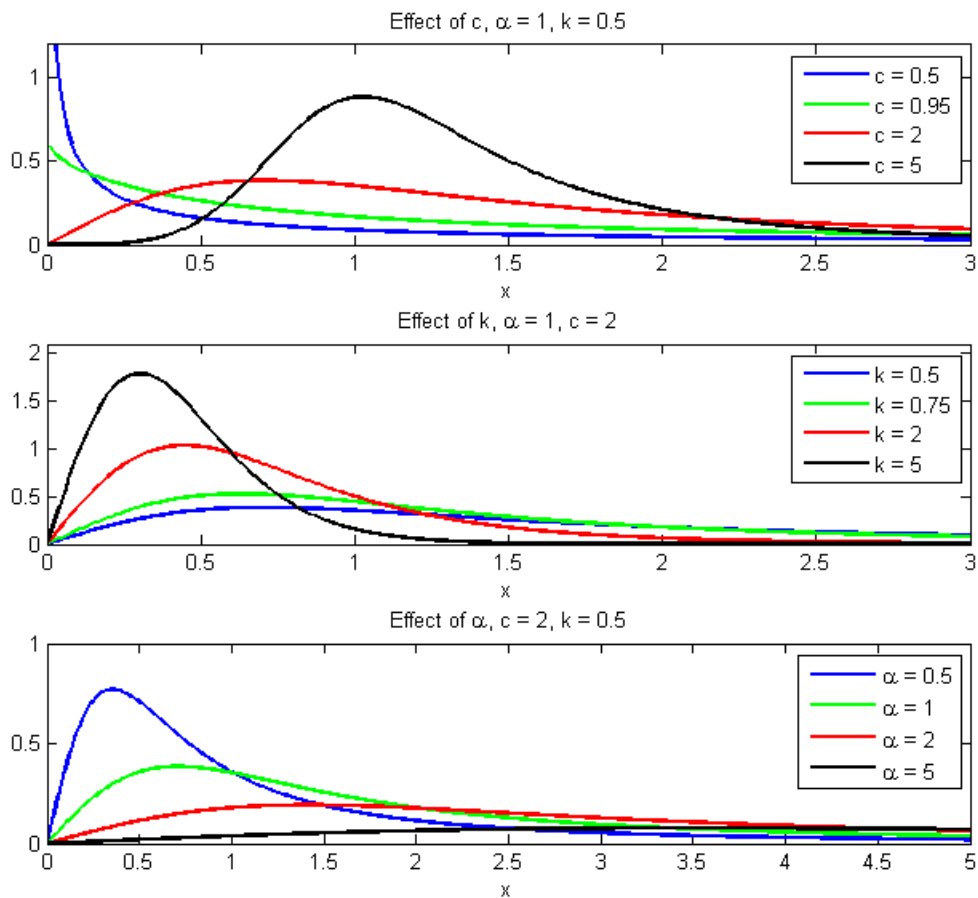 Effect of c, α = 1, k = 0.5
1
0.5
0
c = 0.5
c = 0.95
c = 2
c = 5
0 0.5 1 1.5 2 2.5 3
x
Effect of k, α = 1, c = 2
2
1.5
1
0.5
0
k = 0.5
k = 0.75
k = 2
k = 5
0 0.5 1 1.5 2 2.5 3
x
Effect of α, c = 2, k = 0.5
1
0.5
0
α = 0.5
α = 1
α = 2
α = 5
0 0.5 1 1.5 2 2.5 3 3.5 4 4.5 5
x